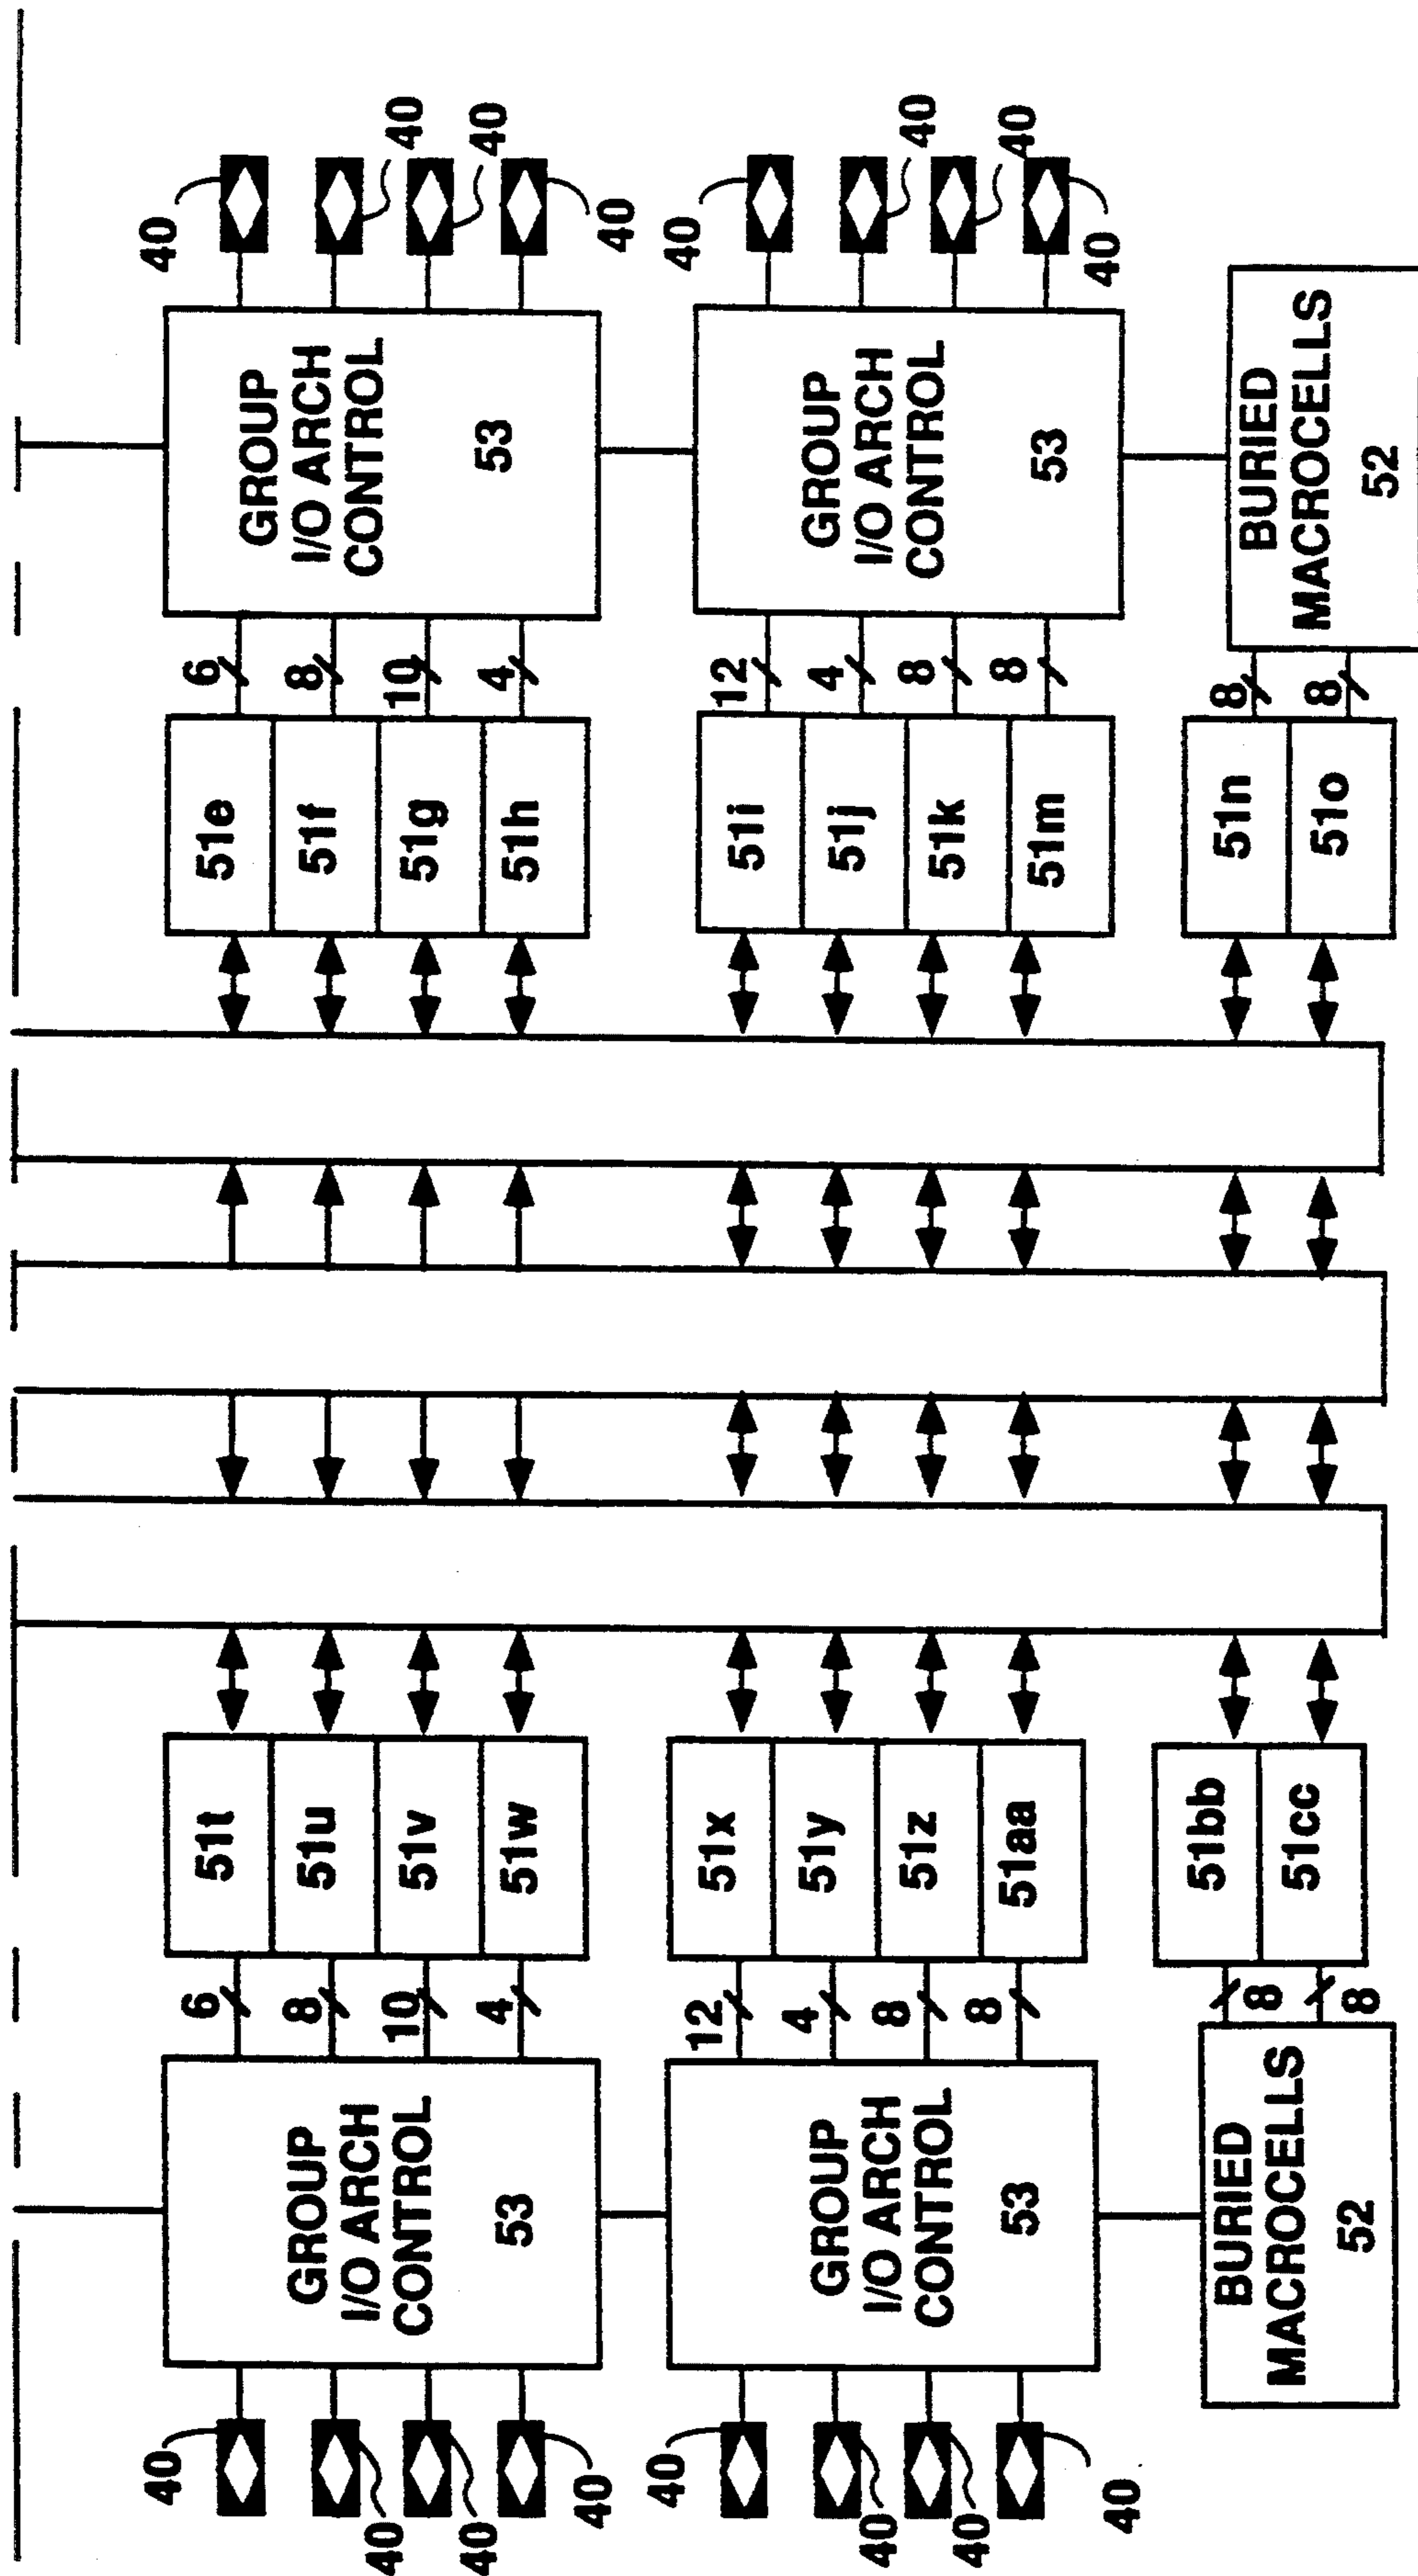 40
40
40
40
GROUP
I/O ARCH
CONTROL
53
6
8
10
4
51t
51u
51v
51w
51e
51f
51g
51h
6
8
10
4
GROUP
I/O ARCH
CONTROL
53
40
40
40
40
40
40
40
40
GROUP
I/O ARCH
CONTROL
53
12
4
8
8
51x
51y
51z
51aa
51i
51j
51k
51m
12
4
8
8
GROUP
I/O ARCH
CONTROL
53
40
40
40
40
BURIED
MACROCELLS
52
8
8
51bb
51cc
51n
51o
8
8
BURIED
MACROCELLS
52